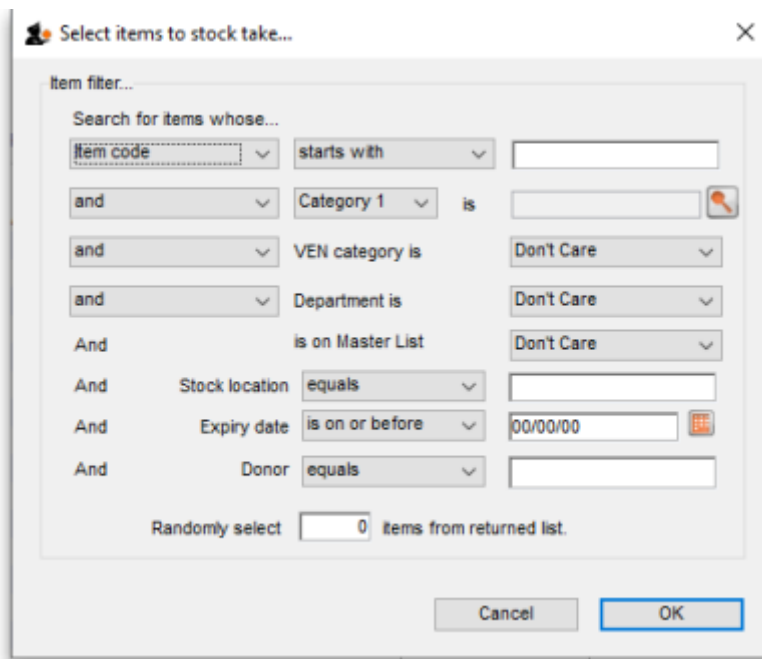 Select items to stock take...
Item filter...
Search for items whose...
Item code starts with
and Category 1 is
and VEN category is Don't Care
and Department is Don't Care
And is on Master List Don't Care
And Stock location equals
And Expiry date is on or before 00/00/00
And Donor equals
Randomly select 0 items from returned list.
Cancel OK